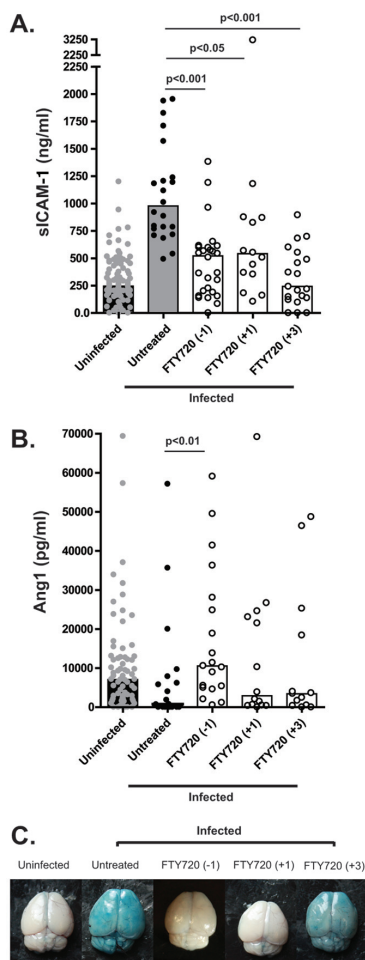 A.
p<0.001
p<0.05
p<0.001
sICAM-1
(ng/ml)
3250
2250
2250
2000
1750
1500
1250
1000
750
500
250
0.0
Uninfected
Untreated
FTY720 (-1)
FTY720 (+1)
FTY720 (+3)
Infected
B.
p<0.01
Ang1
(pg/ml)
70000
60000
50000
40000
30000
20000
10000
0
Uninfected
Untreated
FTY720 (-1)
FTY720 (+1)
FTY720 (+3)
Infected
C.
Infected
Uninfected Untreated FTY720 (-1) FTY720 (+1) FTY720 (+3)